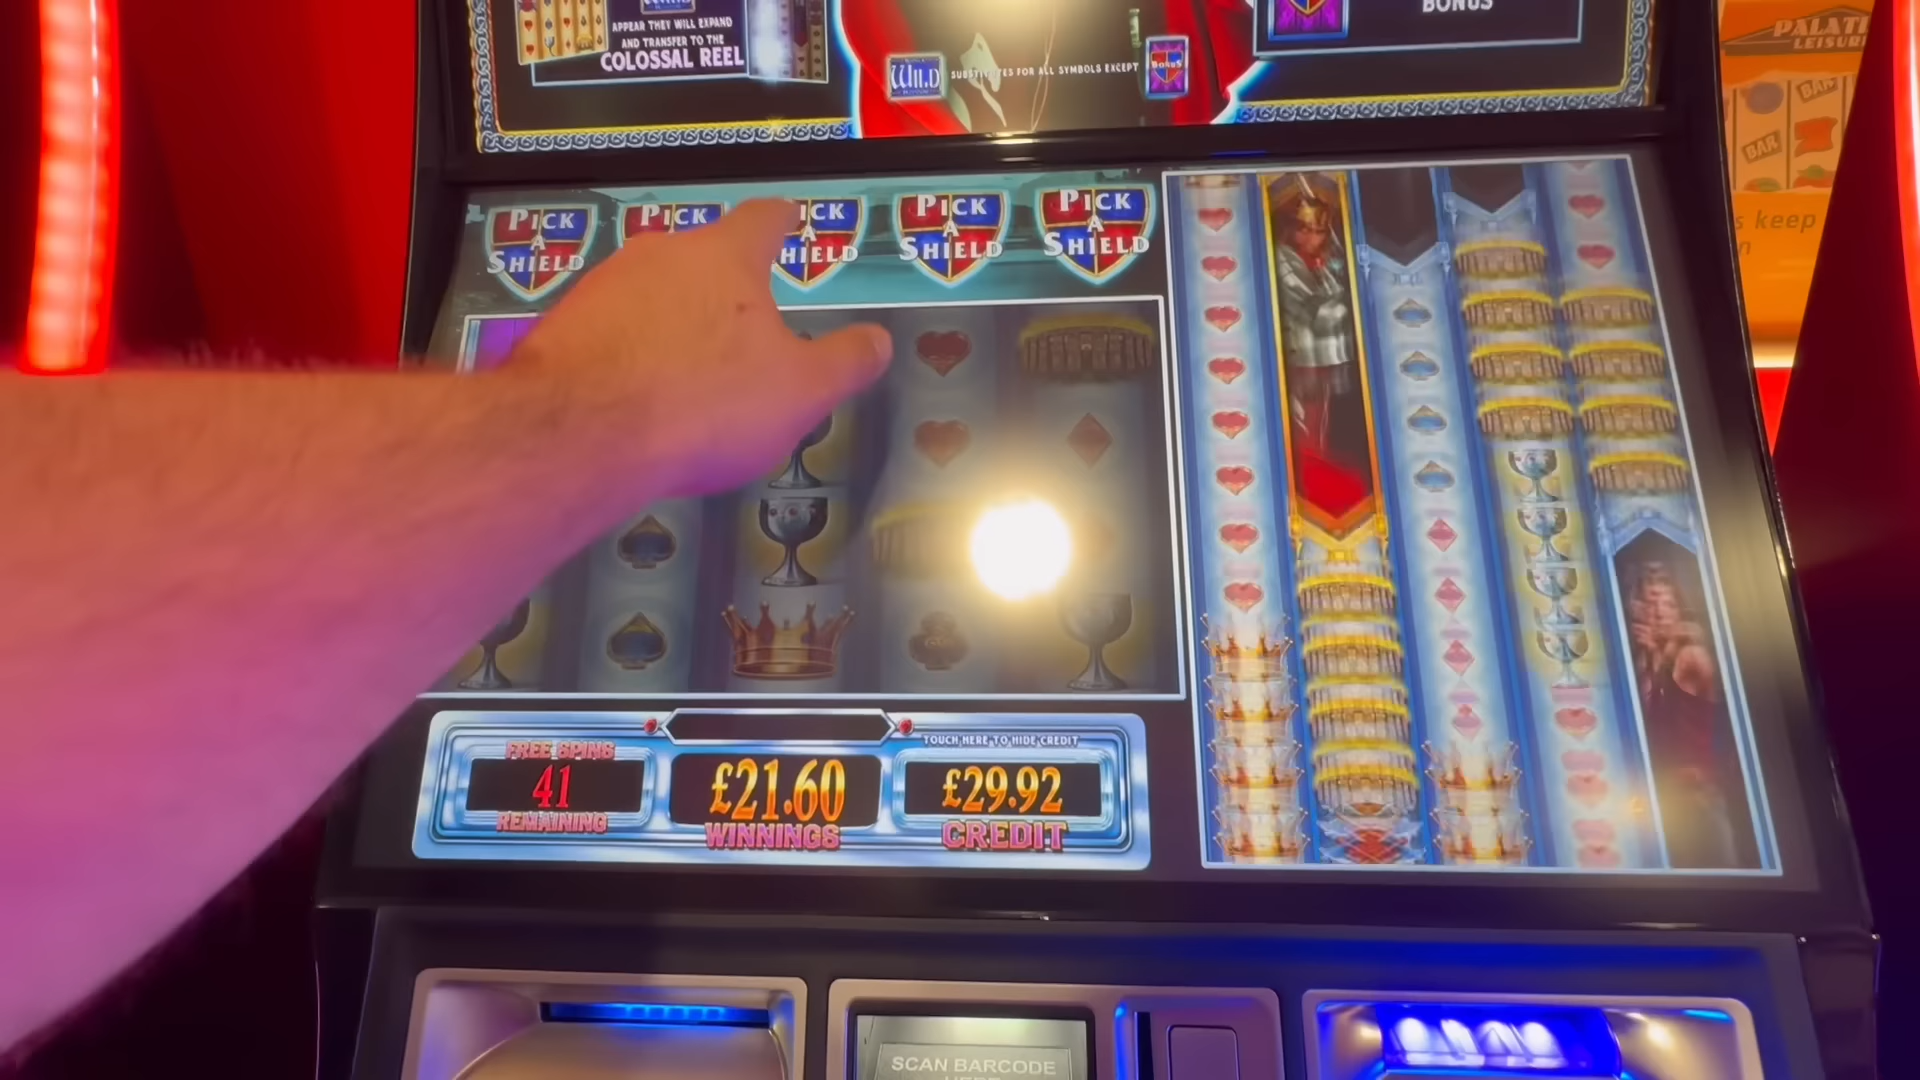 APPEAR THEY WILL EXPAND
AND TRANSFER TO THE
COLOSSAL REEL
WILD
SUBSTITUTES FOR ALL SYMBOLS EXCEPT
BONUS
BONUS
LEISURE
BAR
BAR
keep
PICK
A
SHIELD
PICK
PICK
A
SHIELD
PICK
A
SHIELD
PICK
A
SHIELD
FREE SPINS
41
REMAINING
£21.60
WINNINGS
TOUCH HERE TO HIDE CREDIT
£29.92
CREDIT
SCAN BARCODE
HERE